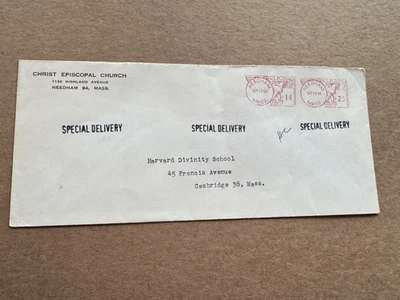 CHRIST EPISCOPAL CHURCH
1132 HIGHLAND AVENUE
NEEDHAM 94, MASS.
SPECIAL DELIVERY
SPECIAL DELIVERY
SPECIAL DELIVERY
Harvard Divinity School
45 Francis Avenue
Cambridge 38, Mass.